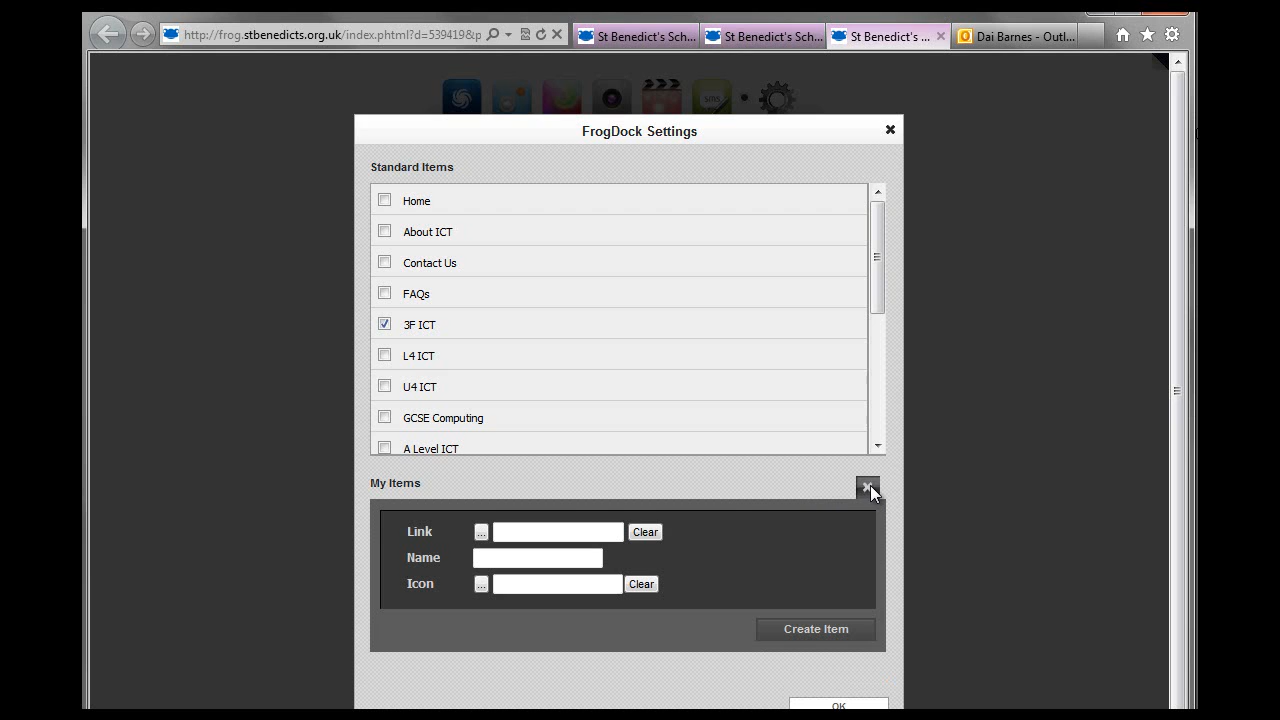 http://frog.stbenedicts.org.uk/index.phtml?d=539419&p
St Benedict's Sch...
St Benedict's Sch...
St Benedict's ...
Dai Barnes - Outl...
SMS
FrogDock Settings
Standard Items
Home
About ICT
Contact Us
FAQs
3F ICT
L4 ICT
U4 ICT
GCSE Computing
A Level ICT
My Items
Link ... Clear
Name
Icon ... Clear
Create Item
OK